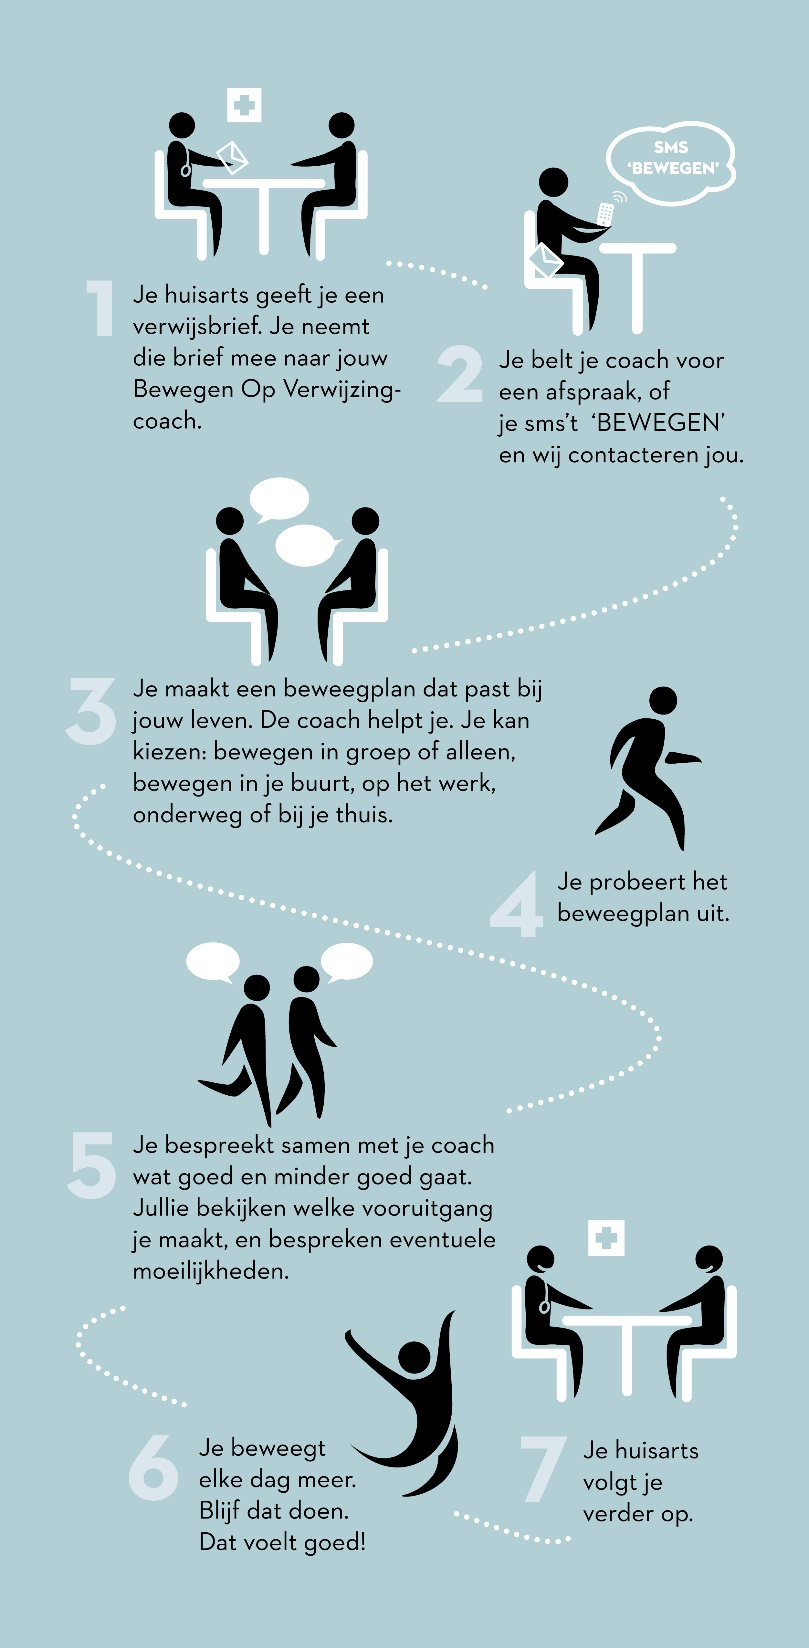 1
Je huisarts geeft je een
verwijsbrief. Je neemt
die brief mee naar jouw
Bewegen Op Verwijzing-
coach.
SMS
‘BEWEGEN’
2
Je belt je coach voor
een afspraak, of
je sms’t ‘BEWEGEN’
en wij contacteren jou.
3
Je maakt een beweegplan dat past bij
jouw leven. De coach helpt je. Je kan
kiezen: bewegen in groep of alleen,
bewegen in je buurt, op het werk,
onderweg of bij je thuis.
4
Je probeert het
beweegplan uit.
5
Je bespreekt samen met je coach
wat goed en minder goed gaat.
Jullie bekijken welke vooruitgang
je maakt, en bespreken eventuele
moeilijkheden.
6
Je beweegt
elke dag meer.
Blijf dat doen.
Dat voelt goed!
7
Je huisarts
volgt je
verder op.